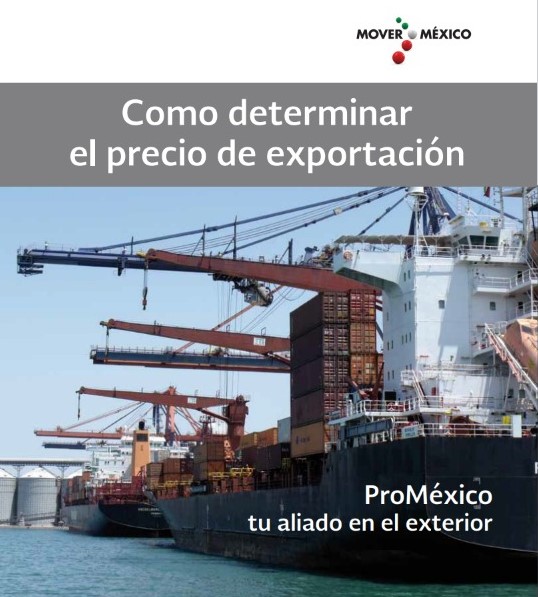 MOVER MÉXICO
Como determinar
el precio de exportación
ProMéxico
tu aliado en el exterior